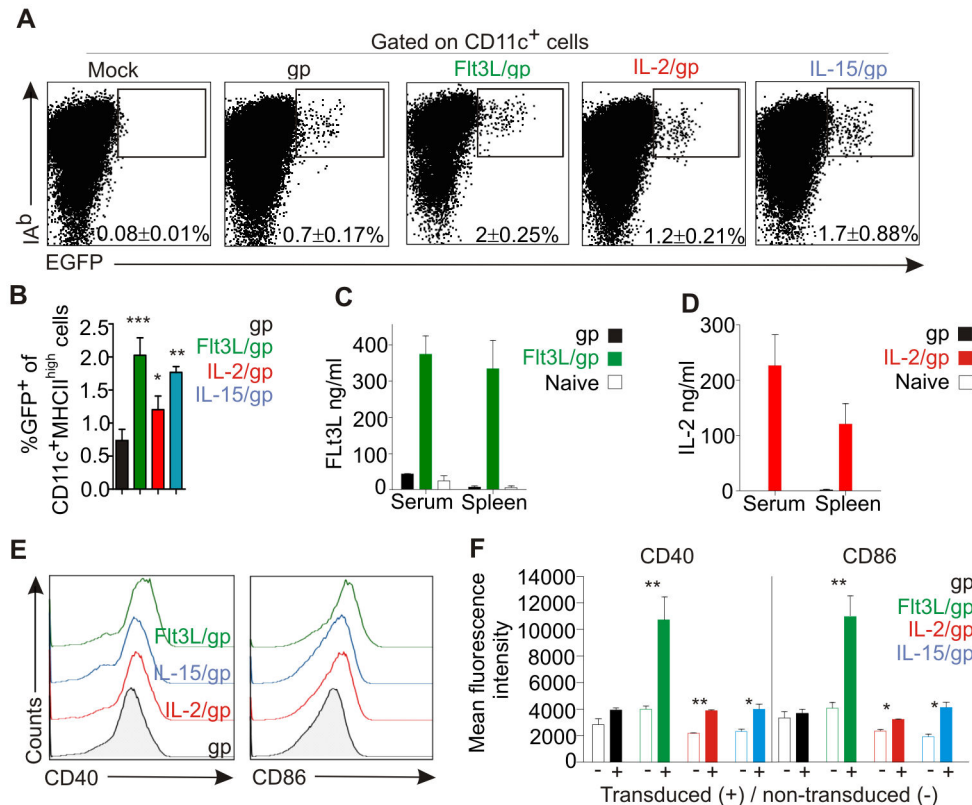 A
Gated on CD11c+ cells
Mock gp Flt3L/gp IL-2/gp IL-15/gp
0.08±0.01% 0.7±0.17% 2±0.25% 1.2±0.21% 1.7±0.88%
IAb
EGFP
B
%GFP+ of
CD11c+MHCIIhigh cells
2.5
2.0
1.5
1.0
0.5
0.0
*** * **
gp
Flt3L/gp
IL-2/gp
IL-15/gp
C
FLt3L ng/ml
400
300
200
100
0
Serum Spleen
gp
Flt3L/gp
Naive
D
IL-2 ng/ml
300
200
100
0
Serum Spleen
gp
IL-2/gp
Naive
E
Counts
Flt3L/gp
IL-15/gp
IL-2/gp
gp
CD40 CD86
F
CD40 CD86
Mean fluorescence
intensity
14000
12000
10000
8000
6000
4000
2000
0
** ** * ** * *
gp
Flt3L/gp
IL-2/gp
IL-15/gp
- + - + - + - + - + - + - + - +
Transduced (+) / non-transduced (-)